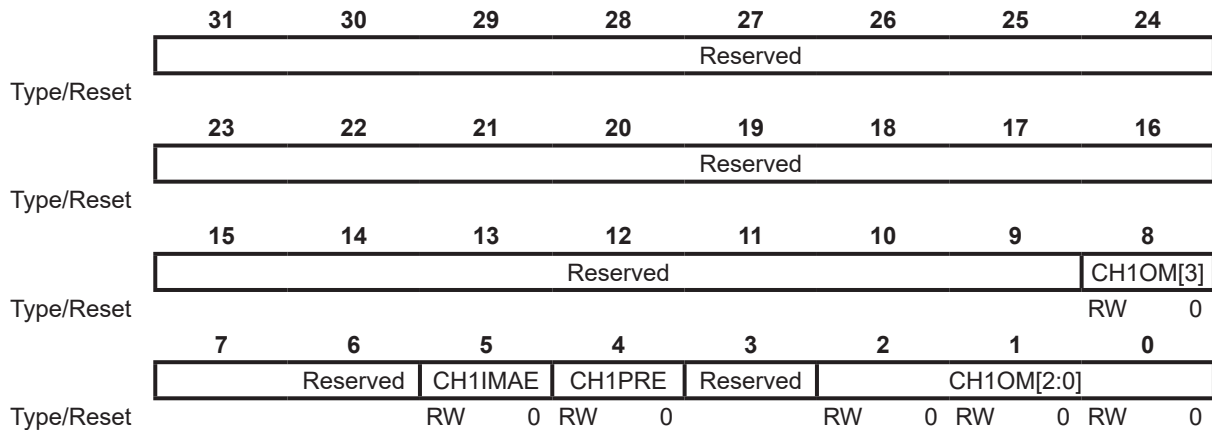 31 30 29 28 27 26 25 24
Reserved
Type/Reset
23 22 21 20 19 18 17 16
Reserved
Type/Reset
15 14 13 12 11 10 9 8
Reserved CH1OM[3]
Type/Reset RW 0
7 6 5 4 3 2 1 0
Reserved CH1IMAE CH1PRE Reserved CH1OM[2:0]
Type/Reset RW 0 RW 0 RW 0 RW 0 RW 0